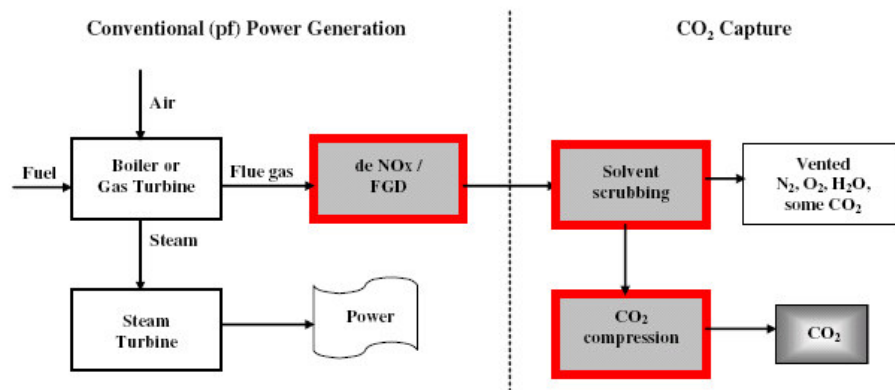 Conventional (pf) Power Generation
CO₂ Capture
Air
Fuel
Boiler or
Gas Turbine
Flue gas
de NOx /
FGD
Solvent
scrubbing
Vented
N₂, O₂, H₂O,
some CO₂
Steam
Steam
Turbine
Power
CO₂
compression
CO₂